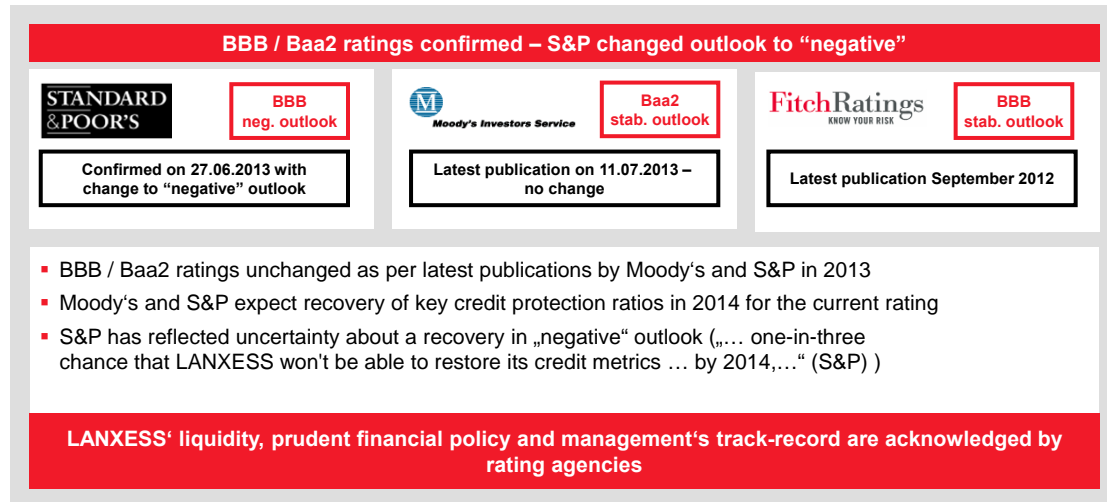 BBB / Baa2 ratings confirmed – S&P changed outlook to “negative”
STANDARD
&POOR'S
BBB
neg. outlook
Confirmed on 27.06.2013 with
change to “negative” outlook
M
Moody's Investors Service
Baa2
stab. outlook
Latest publication on 11.07.2013 –
no change
FitchRatings
KNOW YOUR RISK
BBB
stab. outlook
Latest publication September 2012
▪ BBB / Baa2 ratings unchanged as per latest publications by Moody‘s and S&P in 2013
▪ Moody‘s and S&P expect recovery of key credit protection ratios in 2014 for the current rating
▪ S&P has reflected uncertainty about a recovery in „negative“ outlook („… one-in-three
chance that LANXESS won't be able to restore its credit metrics … by 2014,…“ (S&P) )
LANXESS‘ liquidity, prudent financial policy and management‘s track-record are acknowledged by
rating agencies